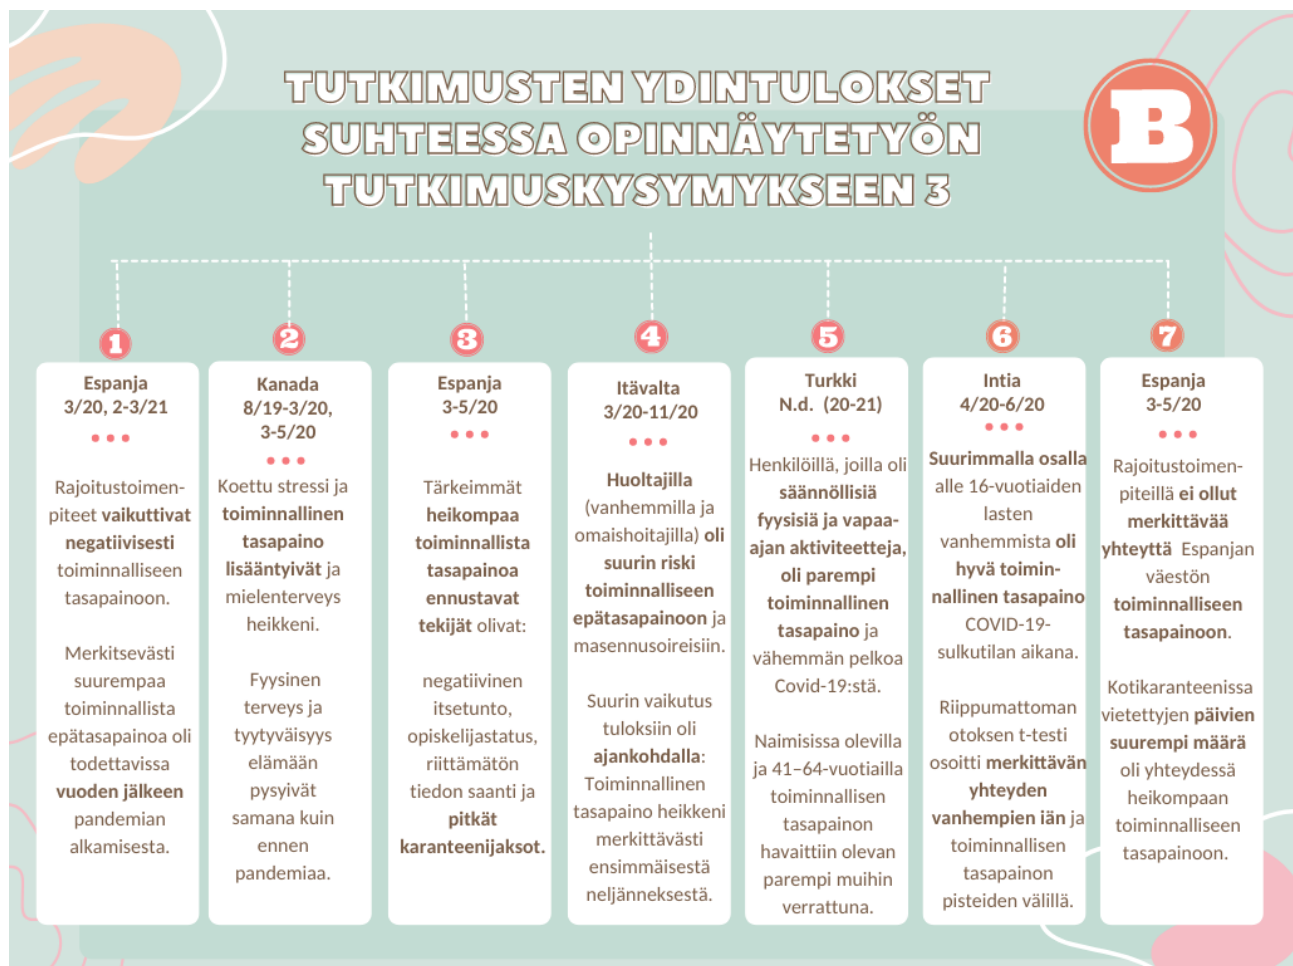 TUTKIMUSTEN YDINTULOKSET
SUHTEESSA OPINNÄYTETYÖN
TUTKIMUSKYSYMYKSEEN 3
B
1
Espanja
3/20, 2-3/21
Rajoitustoimen-
piteet vaikuttivat
negatiivisesti
toiminnalliseen
tasapainoon.
Merkitsevästi
suurempaa
toiminnallista
epätasapainoa oli
todettavissa
vuoden jälkeen
pandemian
alkamisesta.
2
Kanada
8/19-3/20,
3-5/20
Koettu stressi ja
toiminnallinen
tasapaino
lisääntyivät ja
mielenterveys
heikkeni.
Fyysinen
terveys ja
tyytyväisyys
elämään
pysyivät
samana kuin
ennen
pandemiaa.
3
Espanja
3-5/20
Tärkeimmät
heikompaa
toiminnallista
tasapainoa
ennustavat
tekijät olivat:
negatiivinen
itsetunto,
opiskelijastatus,
riittämätön
tiedon saanti ja
pitkät
karanteenijaksot.
4
Itävalta
3/20-11/20
Huoltajilla
(vanhemmilla ja
omaishoitajilla) oli
suurin riski
toiminnalliseen
epätasapainoon ja
masennusoireisiin.
Suurin vaikutus
tuloksiin oli
ajankohdalla:
Toiminnallinen
tasapaino heikkeni
merkittävästi
ensimmäisestä
neljänneksestä.
5
Turkki
N.d. (20-21)
Henkilöillä, joilla oli
säännöllisiä
fyysisiä ja vapaa-
ajan aktiviteetteja,
oli parempi
toiminnallinen
tasapaino ja
vähemmän pelkoa
Covid-19:stä.
Naimisissa olevilla
ja 41–64-vuotiailla
toiminnallisen
tasapainon
havaittiin olevan
parempi muihin
verrattuna.
6
Intia
4/20-6/20
Suurimmalla osalla
alle 16-vuotiaiden
lasten
vanhemmista oli
hyvä toimin-
nallinen tasapaino
COVID-19-
sulkutilan aikana.
Riippumattoman
otoksen t-testi
osoitti merkittävän
yhteyden
vanhempien iän ja
toiminnallisen
tasapainon
pisteiden välillä.
7
Espanja
3-5/20
Rajoitustoimen-
piteillä ei ollut
merkittävää
yhteyttä Espanjan
väestön
toiminnalliseen
tasapainoon.
Kotikaranteenissa
vietettyjen päivien
suurempi määrä
oli yhteydessä
heikompaan
toiminnalliseen
tasapainoon.